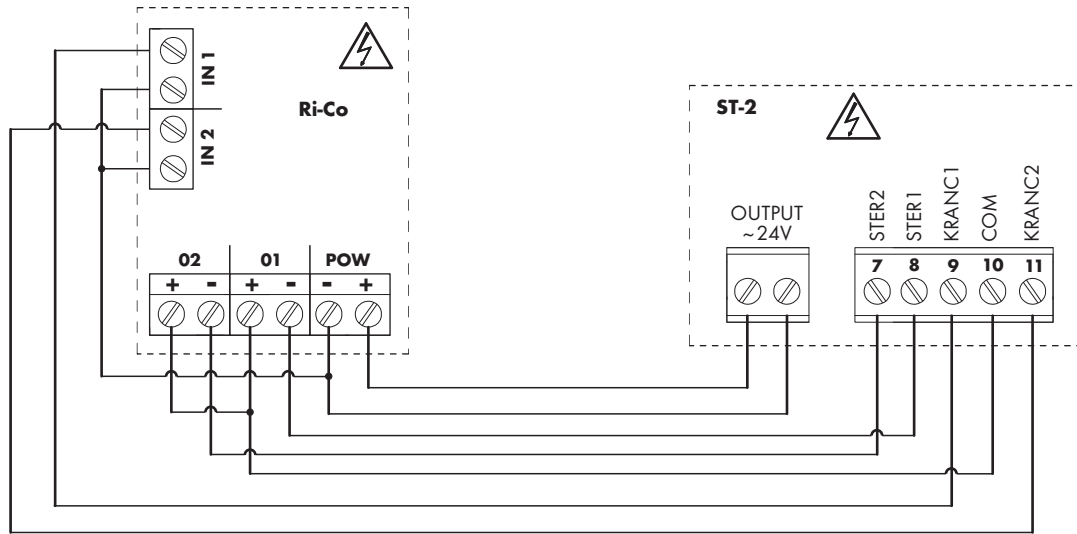 IN 1
IN 2
Ri-Co
02 01 POW
+ - + - - +
ST-2
OUTPUT
~24V
STER2
STER1
KRANC1
COM
KRANC2
7 8 9 10 11